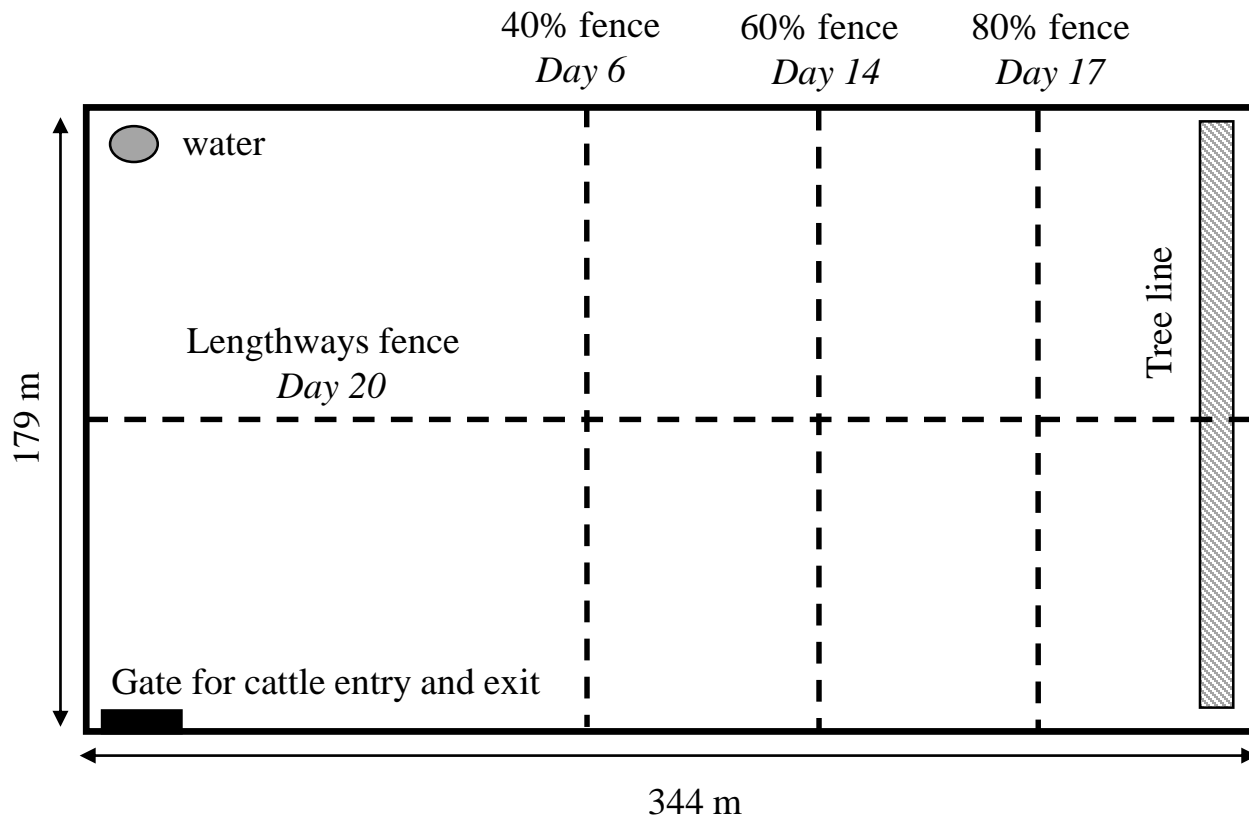 40% fence
Day 6
60% fence
Day 14
80% fence
Day 17
water
Tree line
Lengthways fence
Day 20
179 m
Gate for cattle entry and exit
344 m